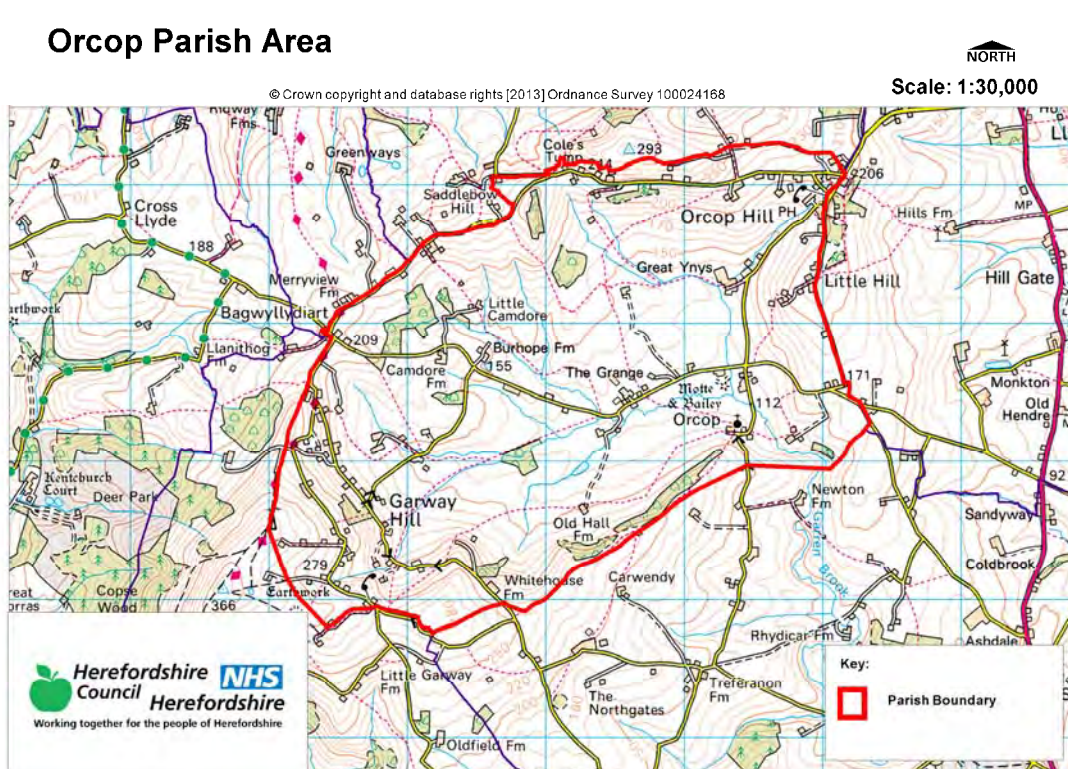 Orcop Parish Area
NORTH
Scale: 1:30,000
© Crown copyright and database rights [2013] Ordnance Survey 100024168
Ridgway
Fms
Greenways
Cole's
Tump
244
293
2206
Saddlebow
Hill
Orcop Hill PH
Hills Fm
MP
Cross
Llyde
188
Merryview
Fm
Great Ynys
Little Hill
Hill Gate
Bagwyllydiart
Little
Camdore
209
Llanithog
Fm
Burhope Fm
155
Camdore
Fm
The Grange
Motte
& Bailey
Orcop
112
171
Monkton
Old
Hendre
Kentchurch
Court
Deer Park
Garway
Hill
Newton
Fm
92
Sandyway
Old Hall
Fm
Garren
Brook
279
Earthwork
Whitehouse
Fm
Carwendy
Coldbrook
Copse
Wood
366
Rhydicar Fm
Ashdale
Little Garway
Fm
The
Northgates
Treferanon
Fm
Oldfield Fm
Herefordshire
Council
NHS
Herefordshire
Working together for the people of Herefordshire
Key:
Parish Boundary